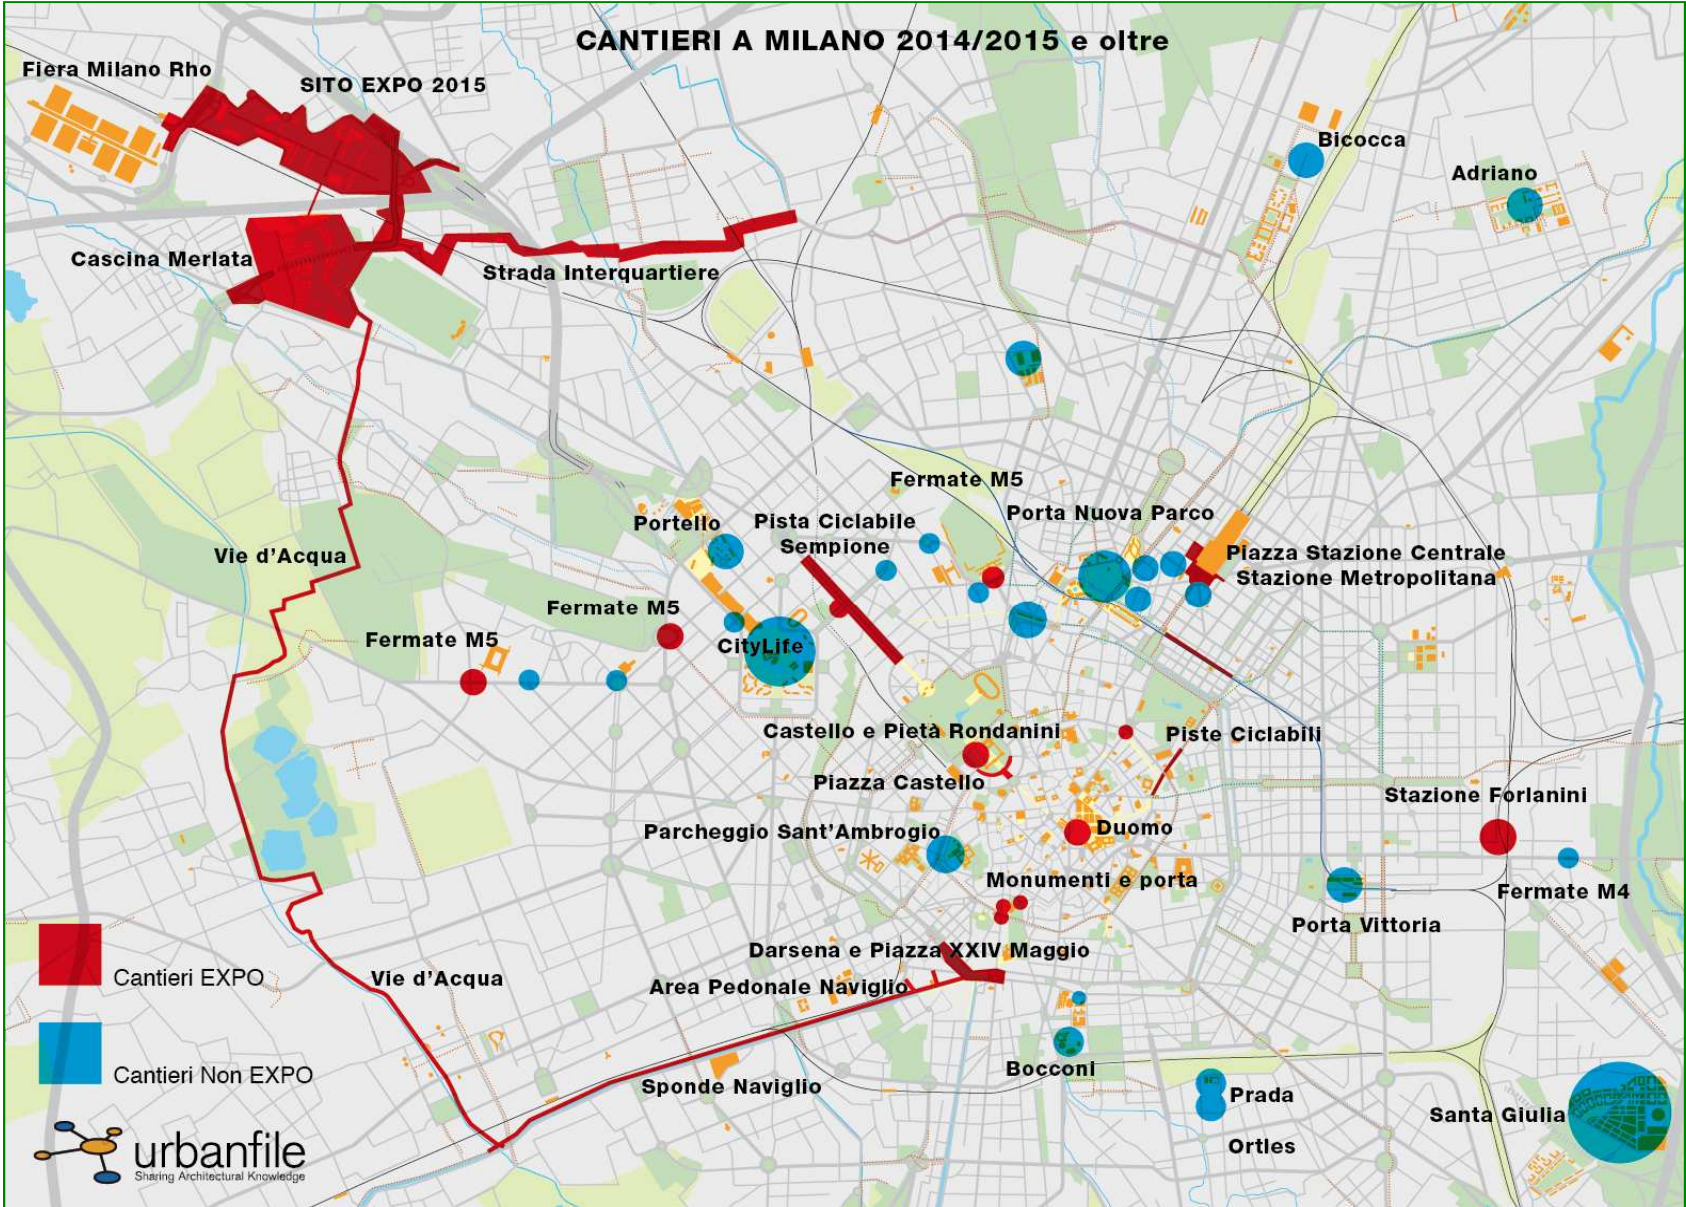 CANTIERI A MILANO 2014/2015 e oltre
Fiera Milano Rho
SITO EXPO 2015
Bicocca
Adriano
Cascina Merlata
Strada Interquartiere
Fermate M5
Portello
Pista Ciclabile
Sempione
Porta Nuova Parco
Vie d'Acqua
Piazza Stazione Centrale
Stazione Metropolitana
Fermate M5
Fermate M5
CityLife
Castello e Pietà Rondanini
Piste Ciclabili
Piazza Castello
Stazione Forlanini
Parcheggio Sant'Ambrogio
Duomo
Monumenti e porta
Fermate M4
Porta Vittoria
Darsena e Piazza XXIV Maggio
Vie d'Acqua
Area Pedonale Naviglio
Cantieri EXPO
Cantieri Non EXPO
Bocconi
Sponde Naviglio
Prada
Santa Giulia
Ortles
urbanfile
Sharing Architectural Knowledge